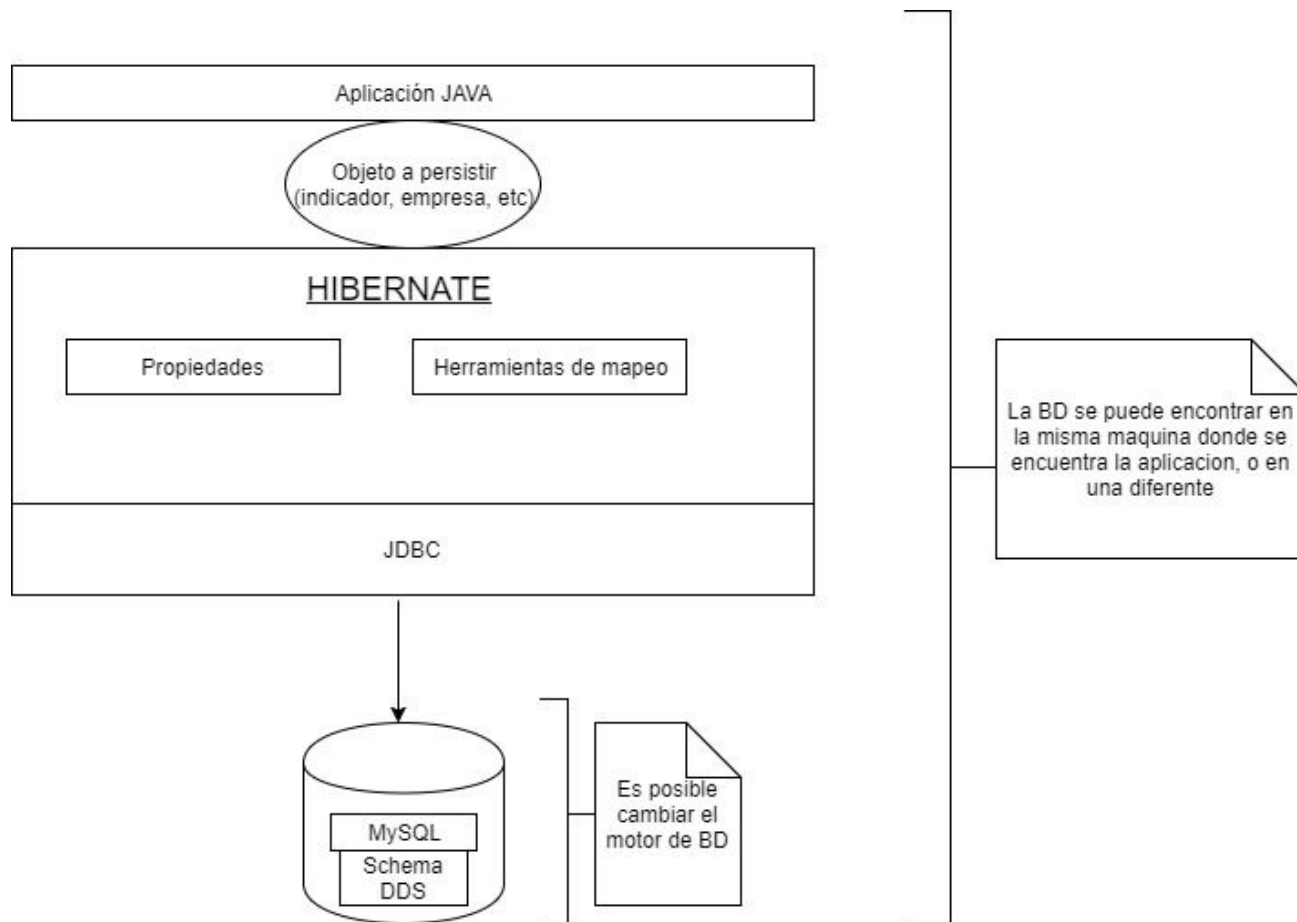 Aplicación JAVA
Objeto a persistir
(indicador, empresa, etc)
HIBERNATE
Propiedades
Herramientas de mapeo
JDBC
La BD se puede encontrar en
la misma maquina donde se
encuentra la aplicacion, o en
una diferente
MySQL
Schema
DDS
Es posible
cambiar el
motor de BD